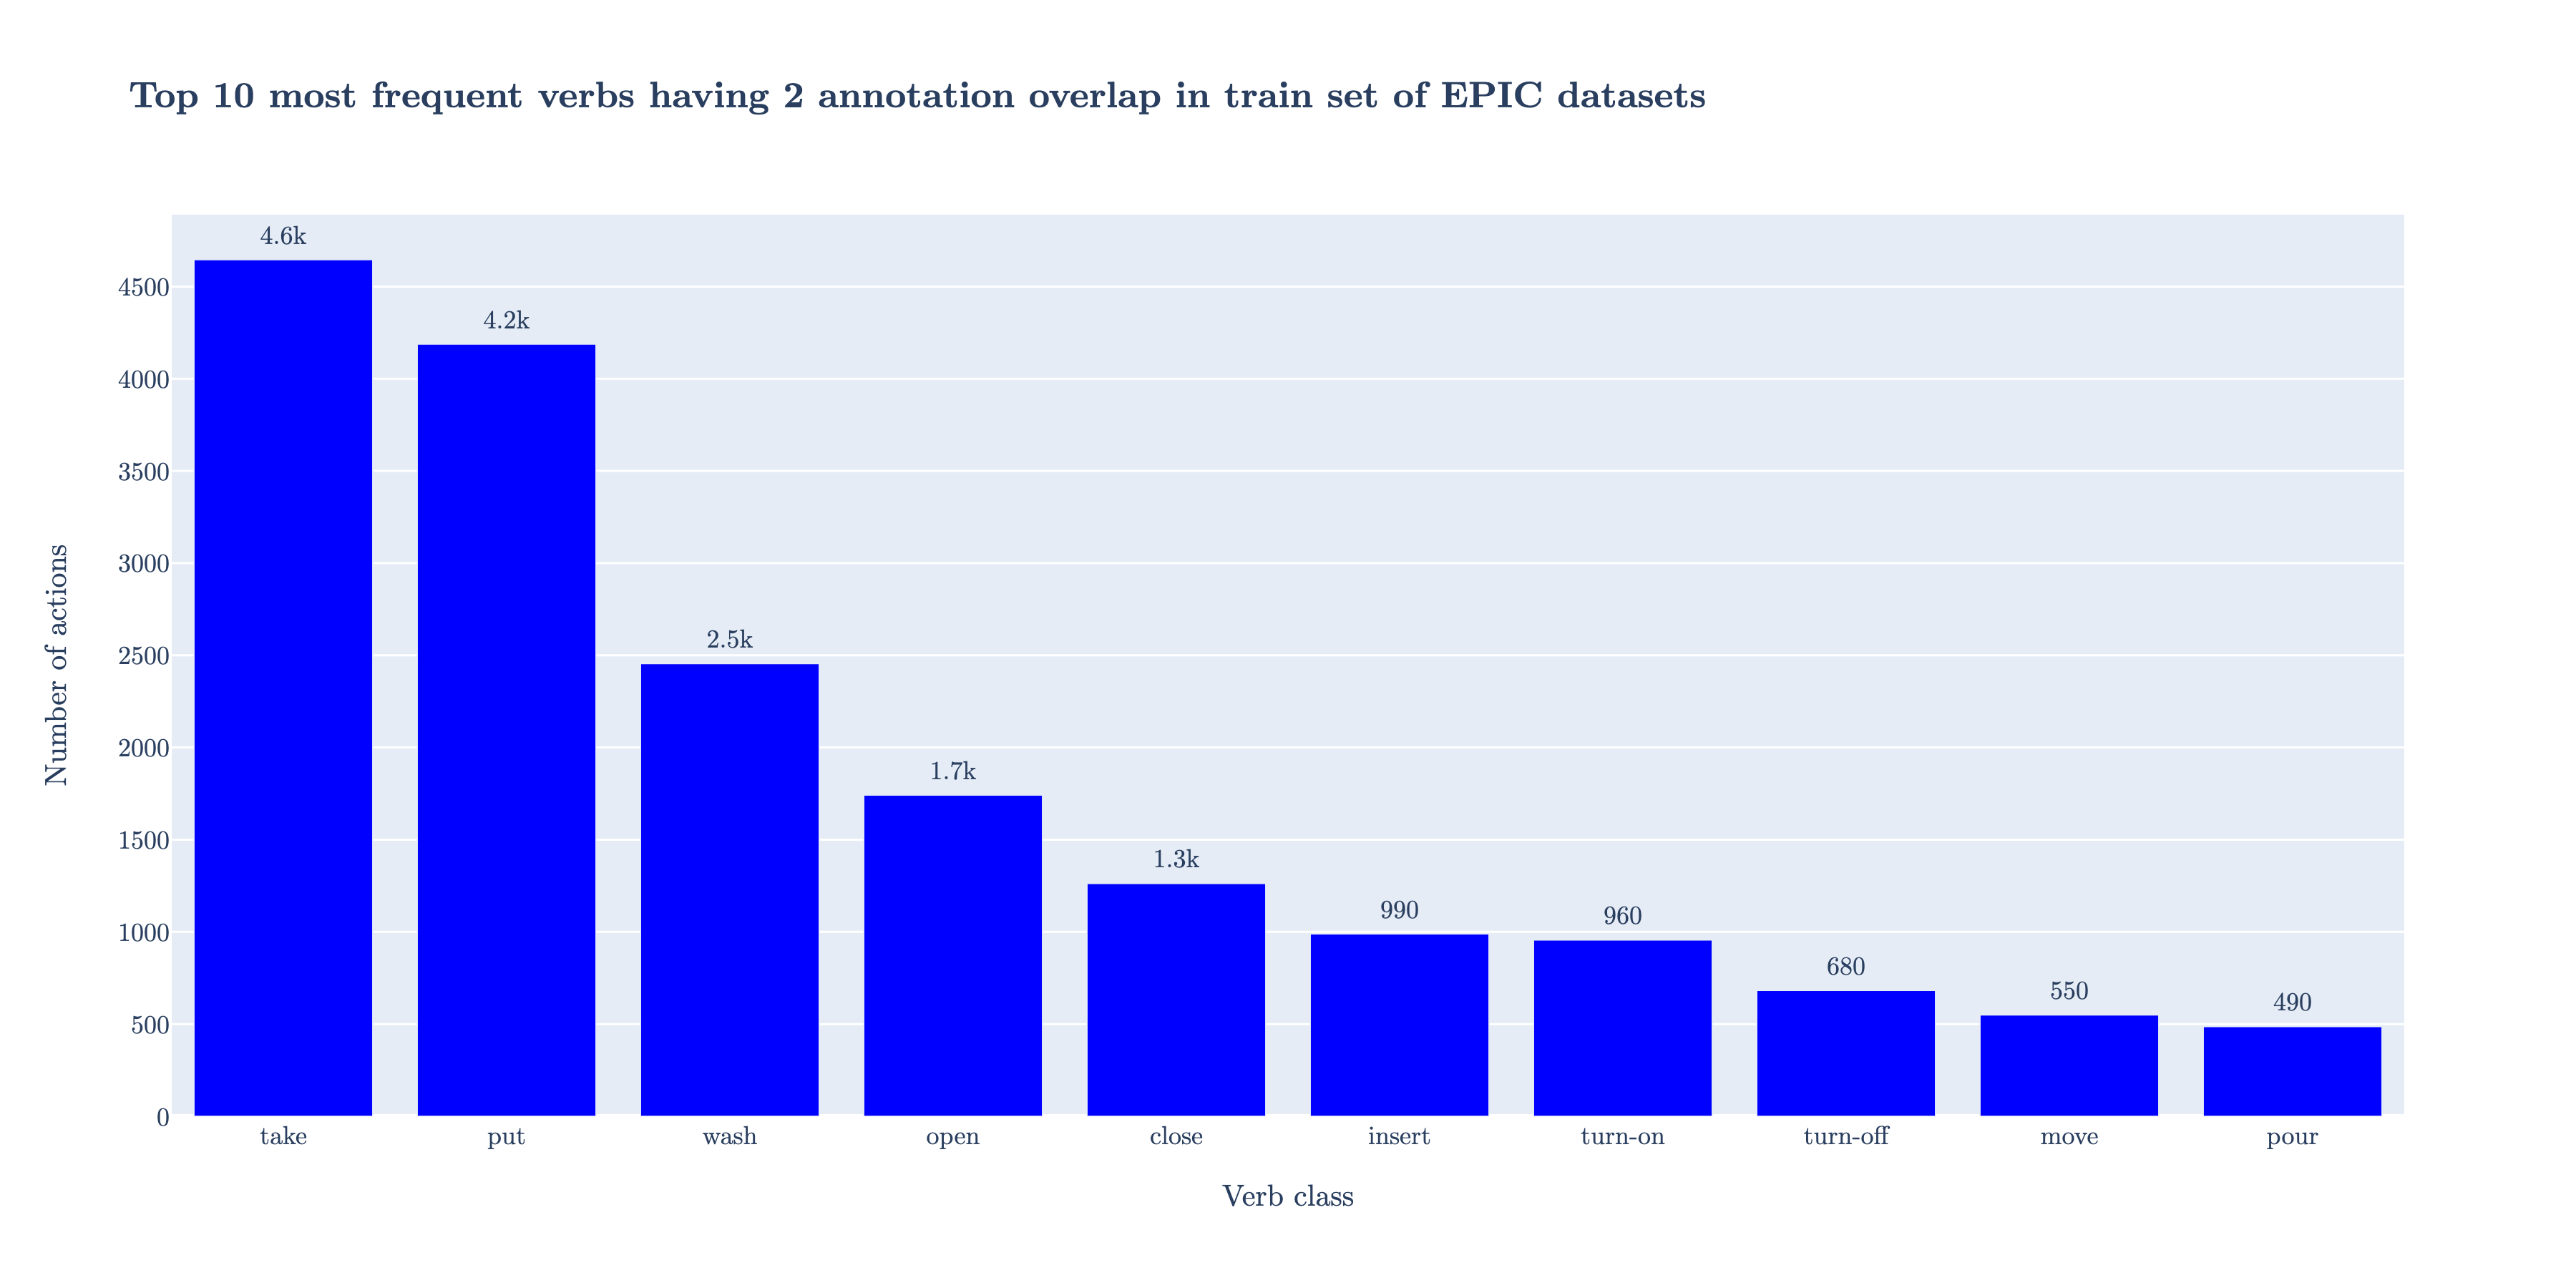 Top 10 most frequent verbs having 2 annotation overlap in train set of EPIC datasets
4.6k
4.2k
2.5k
1.7k
1.3k
990
960
680
550
490
4500
4000
3500
3000
2500
2000
1500
1000
500
0
Number of actions
take put wash open close insert turn-on turn-off move pour
Verb class